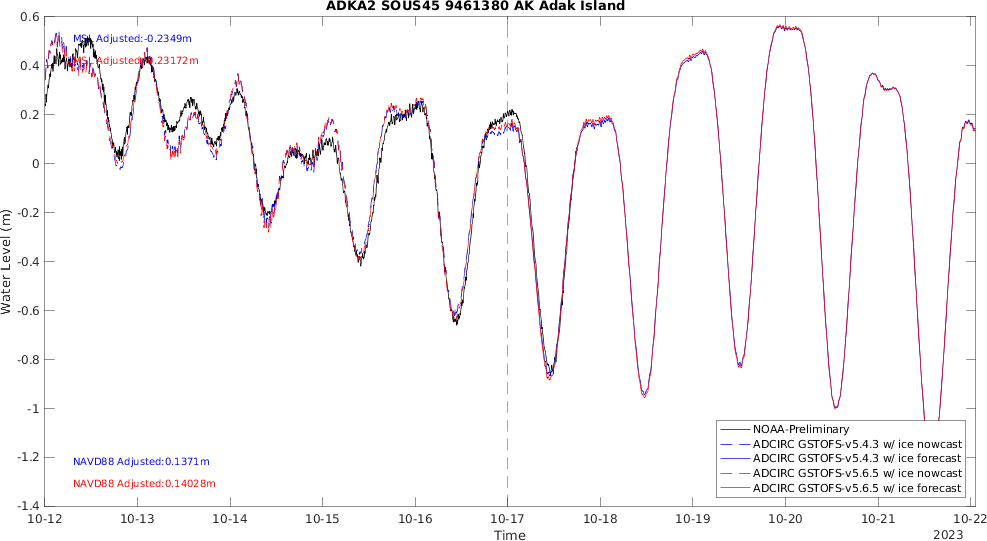 ADKA2 SOUS45 9461380 AK Adak Island
0.6
MSL Adjusted:-0.2349m
0.4
MSL Adjusted:-0.23172m
0.2
0
-0.2
Water Level (m)
-0.4
-0.6
-0.8
-1
NOAA-Preliminary
ADCIRC GSTOFS-v5.4.3 w/ ice nowcast
-1.2
NAVD88 Adjusted:0.1371m
ADCIRC GSTOFS-v5.4.3 w/ ice forecast
ADCIRC GSTOFS-v5.6.5 w/ ice nowcast
NAVD88 Adjusted:0.14028m
ADCIRC GSTOFS-v5.6.5 w/ ice forecast
-1.4
10-12 10-13 10-14 10-15 10-16 10-17 10-18 10-19 10-20 10-21 10-22
Time
2023